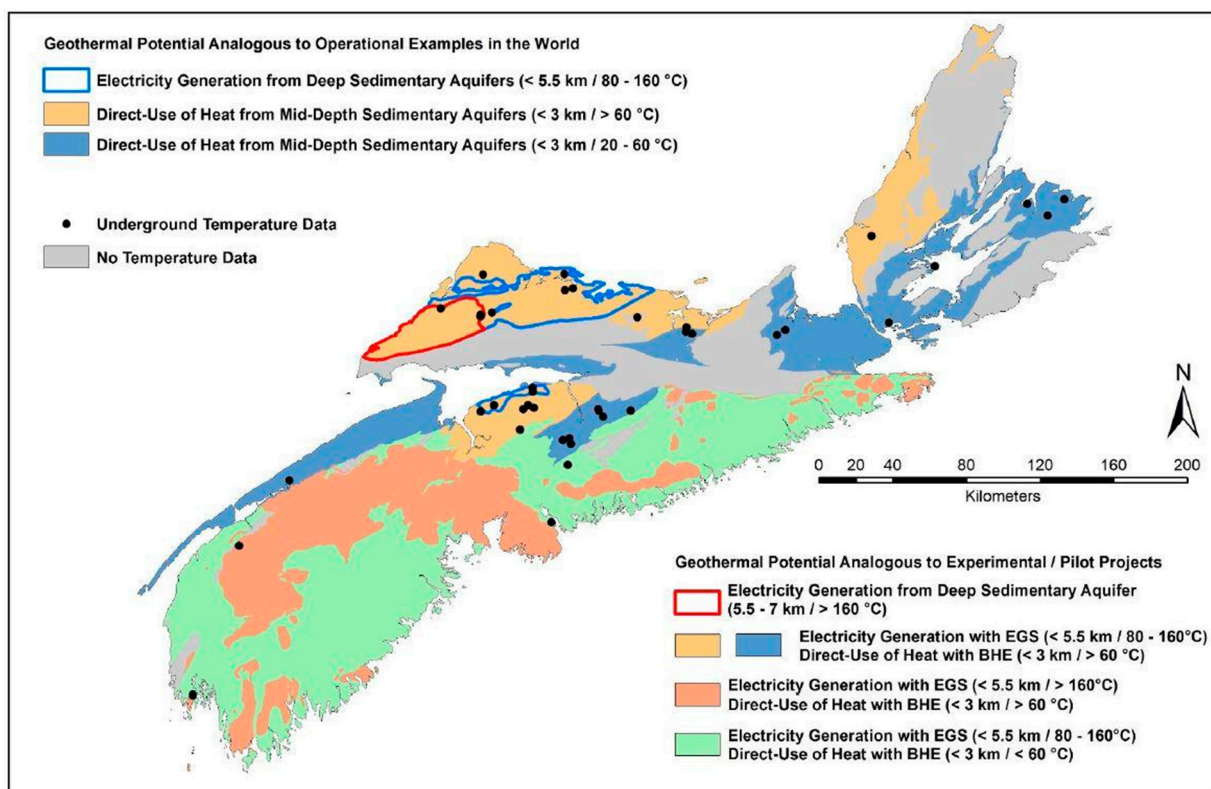 Geothermal Potential Analogous to Operational Examples in the World
Electricity Generation from Deep Sedimentary Aquifers (< 5.5 km / 80 - 160 °C)
Direct-Use of Heat from Mid-Depth Sedimentary Aquifers (< 3 km / > 60 °C)
Direct-Use of Heat from Mid-Depth Sedimentary Aquifers (< 3 km / 20 - 60 °C)
Underground Temperature Data
No Temperature Data
N
0 20 40 80 120 160 200
Kilometers
Geothermal Potential Analogous to Experimental / Pilot Projects
Electricity Generation from Deep Sedimentary Aquifer
(5.5 - 7 km / > 160 °C)
Electricity Generation with EGS (< 5.5 km / 80 - 160°C)
Direct-Use of Heat with BHE (< 3 km / > 60 °C)
Electricity Generation with EGS (< 5.5 km / > 160°C)
Direct-Use of Heat with BHE (< 3 km / > 60 °C)
Electricity Generation with EGS (< 5.5 km / 80 - 160°C)
Direct-Use of Heat with BHE (< 3 km / < 60 °C)